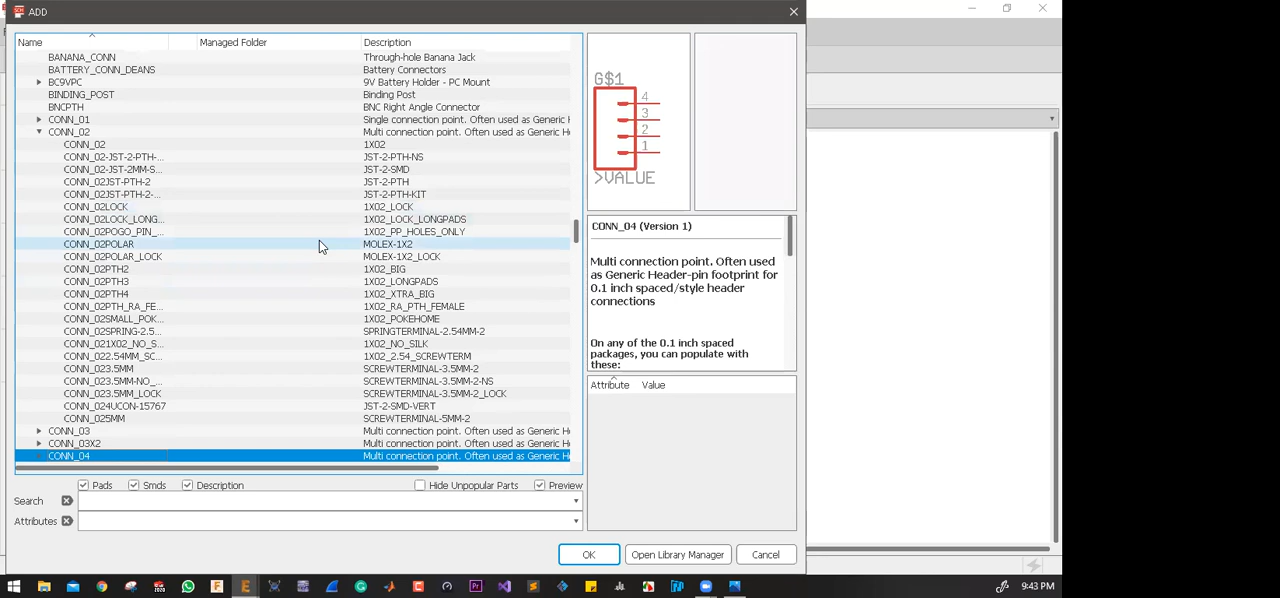 ADD
Name Managed Folder Description
BANANA_CONN Through-hole Banana Jack
BATTERY_CONN_DEANS Battery Connectors
BC9VPC 9V Battery Holder - PC Mount
BINDING_POST Binding Post
BNCPTH BNC Right Angle Connector
CONN_01 Single connection point. Often used as Generic H
CONN_02 Multi connection point. Often used as Generic He
CONN_02 1X02
CONN_02-JST-2-PTH-... JST-2-PTH-NS
CONN_02-JST-2MM-S... JST-2-SMD
CONN_02JST-PTH-2 JST-2-PTH
CONN_02JST-PTH-2-... JST-2-PTH-KIT
CONN_02LOCK 1X02_LOCK
CONN_02LOCK_LONG... 1X02_LOCK_LONGPADS
CONN_02POGO_PIN_... 1X02_PP_HOLES_ONLY
CONN_02POLAR MOLEX-1X2
CONN_02POLAR_LOCK MOLEX-1X2_LOCK
CONN_02PTH2 1X02_BIG
CONN_02PTH3 1X02_LONGPADS
CONN_02PTH4 1X02_XTRA_BIG
CONN_02PTH_RA_FE... 1X02_RA_PTH_FEMALE
CONN_02SMALL_POK... 1X02_POKEHOME
CONN_02SPRING-2.5... SPRINGTERMINAL-2.54MM-2
CONN_021X02_NO_S... 1X02_NO_SILK
CONN_022.54MM_SC... 1X02_2.54_SCREWTERM
CONN_023.5MM SCREWTERMINAL-3.5MM-2
CONN_023.5MM-NO_... SCREWTERMINAL-3.5MM-2-NS
CONN_023.5MM_LOCK SCREWTERMINAL-3.5MM-2_LOCK
CONN_024UCON-15767 JST-2-SMD-VERT
CONN_025MM SCREWTERMINAL-5MM-2
CONN_03 Multi connection point. Often used as Generic He
CONN_03X2 Multi connection point. Often used as Generic He
CONN_04 Multi connection point. Often used as Generic He
G$1
4
3
2
1
>VALUE
CONN_04 (Version 1)
Multi connection point. Often used
as Generic Header-pin footprint for
0.1 inch spaced/style header
connections
On any of the 0.1 inch spaced
packages, you can populate with
these:
Attribute Value
Pads Smds Description Hide Unpopular Parts Preview
Search
Attributes
OK Open Library Manager Cancel
9:43 PM